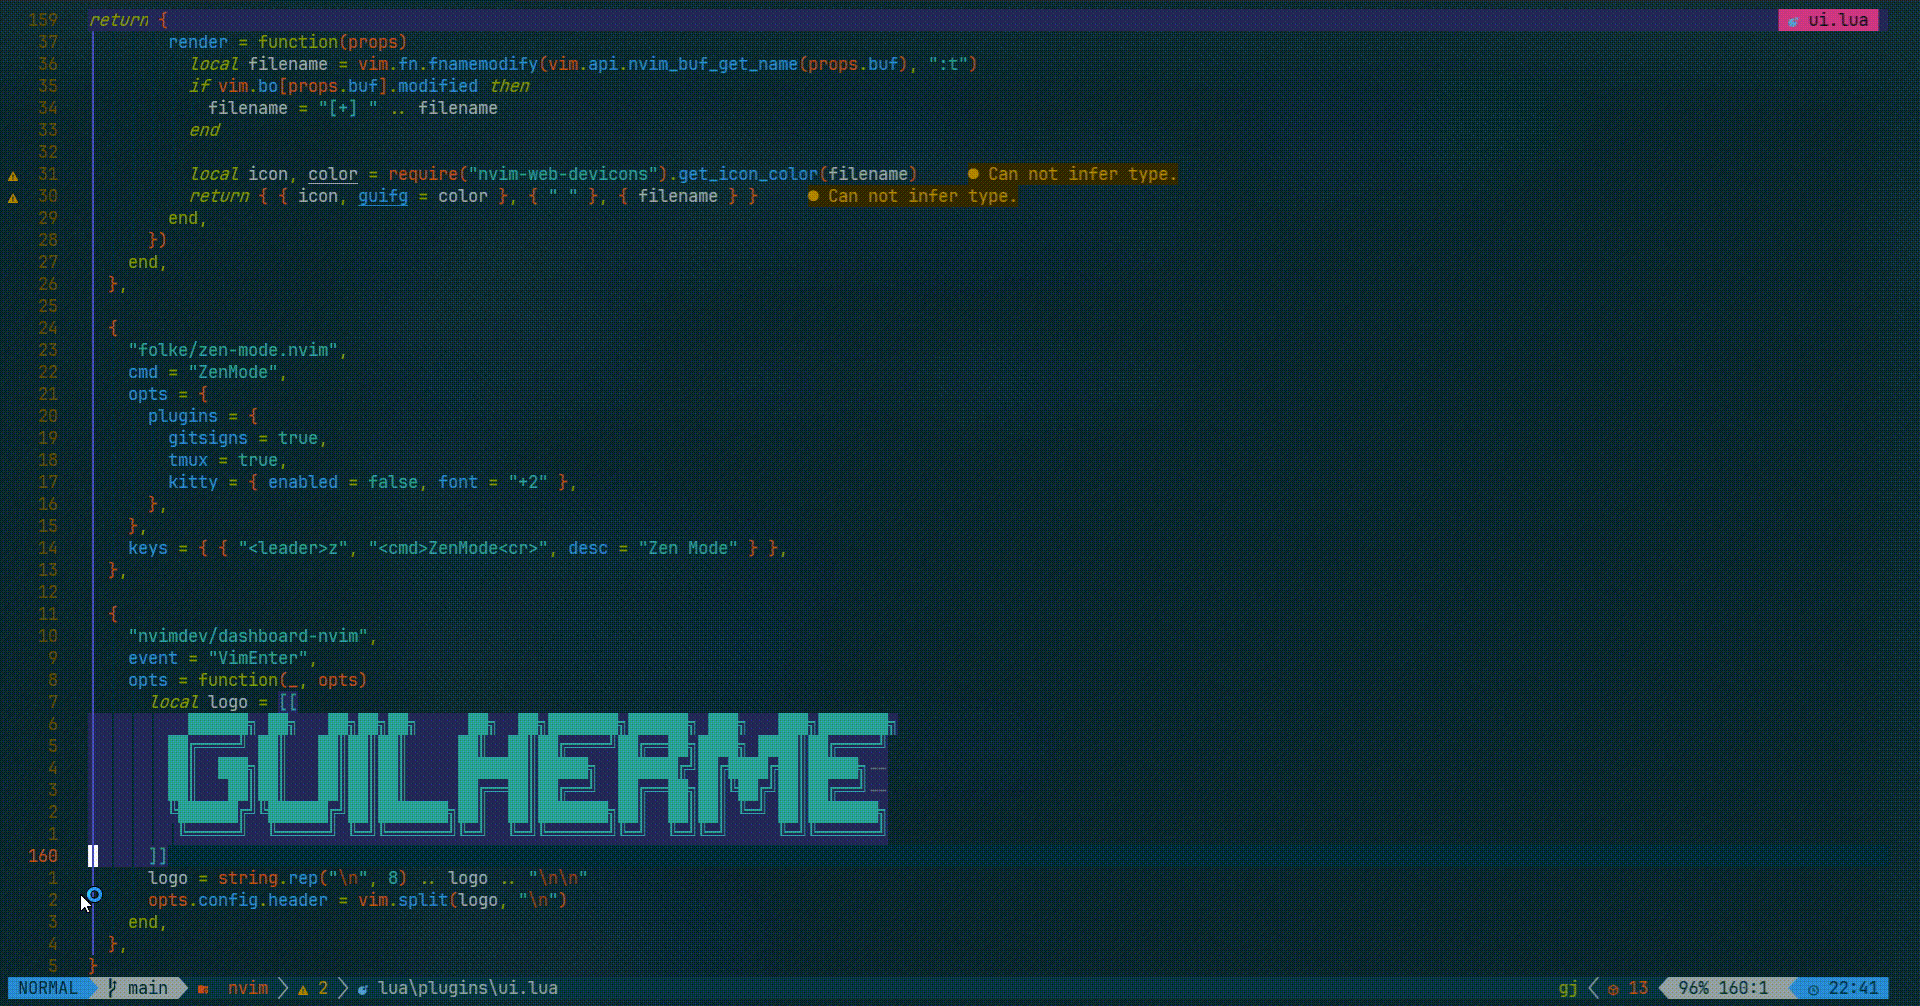 159 return { ui.lua
37 render = function(props)
36 local filename = vim.fn.fnamemodify(vim.api.nvim_buf_get_name(props.buf), ":t")
35 if vim.bo[props.buf].modified then
34 filename = "[+] " .. filename
33 end
32
31 local icon, color = require("nvim-web-devicons").get_icon_color(filename) ● Can not infer type.
30 return { { icon, guifg = color }, { " " }, { filename } } ● Can not infer type.
29 end,
28 })
27 end,
26 },
25
24 {
23 "folke/zen-mode.nvim",
22 cmd = "ZenMode",
21 opts = {
20 plugins = {
19 gitsigns = true,
18 tmux = true,
17 kitty = { enabled = false, font = "+2" },
16 },
15 },
14 keys = { { "<leader>z", "<cmd>ZenMode<cr>", desc = "Zen Mode" } },
13 },
12
11 {
10 "nvimdev/dashboard-nvim",
9 event = "VimEnter",
8 opts = function(_, opts)
7 local logo = [[
6
5
4 GUILHERME
3
2
1
160 ]]
1 logo = string.rep("\n", 8) .. logo .. "\n\n"
2 opts.config.header = vim.split(logo, "\n")
3 end,
4 },
5 }
NORMAL main nvim 2 lua\plugins\ui.lua gj 13 96% 160:1 22:41